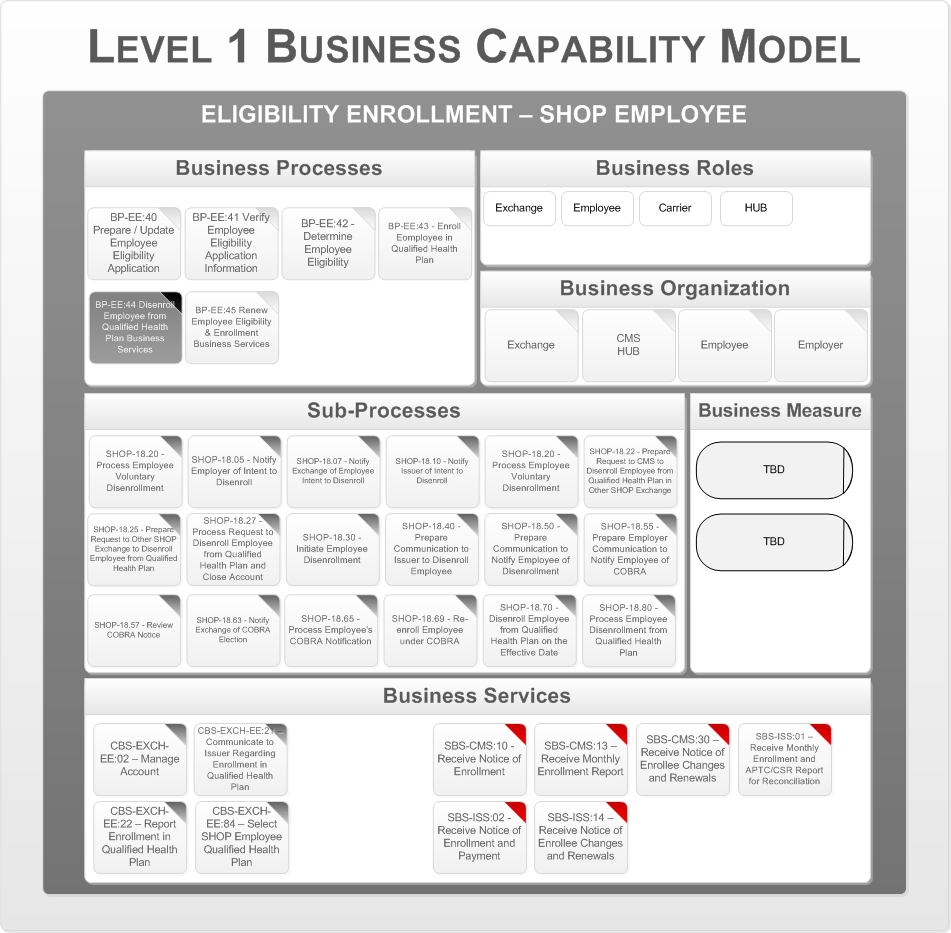 LEVEL 1 BUSINESS CAPABILITY MODEL
ELIGIBILITY ENROLLMENT – SHOP EMPLOYEE
Business Processes
BP-EE:40
Prepare / Update
Employee
Eligibility
Application
BP-EE:41 Verify
Employee
Eligibility
Application
Information
BP-EE:42 -
Determine
Employee
Eligibility
BP-EE:43 - Enroll
Eomployee in
Qualified Health
Plan
BP-EE:44 Disenroll
Employee from
Qualified Health
Plan Business
Services
BP-EE:45 Renew
Employee Eligibility
& Enrollment
Business Services
Business Roles
Exchange
Employee
Carrier
HUB
Business Organization
Exchange
CMS
HUB
Employee
Employer
Sub-Processes
SHOP-18.20 -
Process Employee
Voluntary
Disenrollment
SHOP-18.05 - Notify
Employer of Intent to
Disenroll
SHOP-18.07 - Notify
Exchange of Employee
Intent to Disenroll
SHOP-18.10 - Notify
Issuer of Intent to
Disenroll
SHOP-18.20 -
Process Employee
Voluntary
Disenrollment
SHOP-18.22 - Prepare
Request to CMS to
Disenroll Employee from
Qualified Health Plan in
Other SHOP Exchange
SHOP-18.25 - Prepare
Request to Other SHOP
Exchange to Disenroll
Employee from Qualified
Health Plan
SHOP-18.27 -
Process Request to
Disenroll Employee
from Qualified
Health Plan and
Close Account
SHOP-18.30 -
Initiate Employee
Disenrollment
SHOP-18.40 -
Prepare
Communication to
Issuer to Disenroll
Employee
SHOP-18.50 -
Prepare
Communication to
Notify Employee of
Disenrollment
SHOP-18.55 -
Prepare Employer
Communication to
Notify Employee of
COBRA
SHOP-18.57 - Review
COBRA Notice
SHOP-18.63 - Notify
Exchange of COBRA
Election
SHOP-18.65 -
Process Employee's
COBRA Notification
SHOP-18.69 - Re-
enroll Employee
under COBRA
SHOP-18.70 -
Disenroll Employee
from Qualified
Health Plan on the
Effective Date
SHOP-18.80 -
Process Employee
Disenrollment from
Qualified Health
Plan
Business Measure
TBD
TBD
Business Services
CBS-EXCH-
EE:02 – Manage
Account
CBS-EXCH-EE:21 –
Communicate to
Issuer Regarding
Enrollment in
Qualified Health
Plan
SBS-CMS:10 -
Receive Notice of
Enrollment
SBS-CMS:13 –
Receive Monthly
Enrollment Report
SBS-CMS:30 –
Receive Notice of
Enrollee Changes
and Renewals
SBS-ISS:01 –
Receive Monthly
Enrollment and
APTC/CSR Report
for Reconciliation
CBS-EXCH-
EE:22 – Report
Enrollment in
Qualified Health
Plan
CBS-EXCH-
EE:84 – Select
SHOP Employee
Qualified Health
Plan
SBS-ISS:02 -
Receive Notice of
Enrollment and
Payment
SBS-ISS:14 –
Receive Notice of
Enrollee Changes
and Renewals